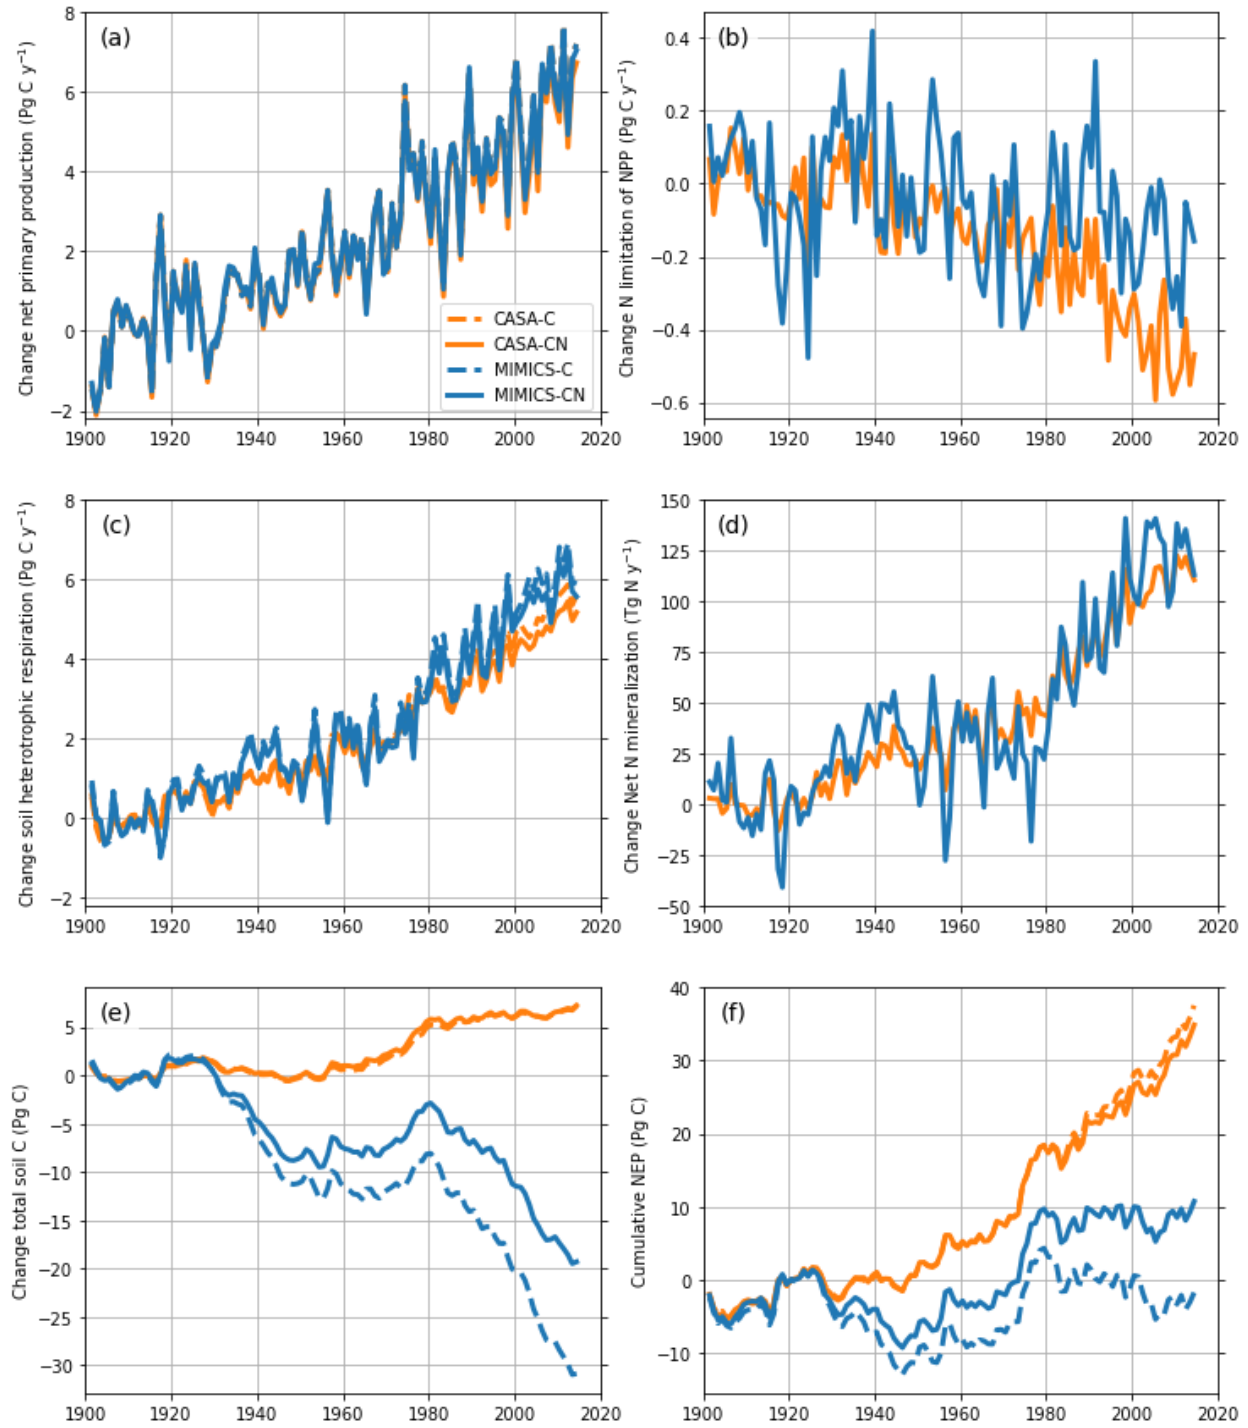 (a)
Change net primary production (Pg C y⁻¹)
8
6
4
2
0
−2
1900 1920 1940 1960 1980 2000 2020
CASA-C
CASA-CN
MIMICS-C
MIMICS-CN
(b)
Change N limitation of NPP (Pg C y⁻¹)
0.4
0.2
0.0
−0.2
−0.4
−0.6
1900 1920 1940 1960 1980 2000 2020
(c)
Change soil heterotrophic respiration (Pg C y⁻¹)
8
6
4
2
0
−2
1900 1920 1940 1960 1980 2000 2020
(d)
Change Net N mineralization (Tg N y⁻¹)
150
125
100
75
50
25
0
−25
−50
1900 1920 1940 1960 1980 2000 2020
(e)
Change total soil C (Pg C)
5
0
−5
−10
−15
−20
−25
−30
1900 1920 1940 1960 1980 2000 2020
(f)
Cumulative NEP (Pg C)
40
30
20
10
0
−10
1900 1920 1940 1960 1980 2000 2020